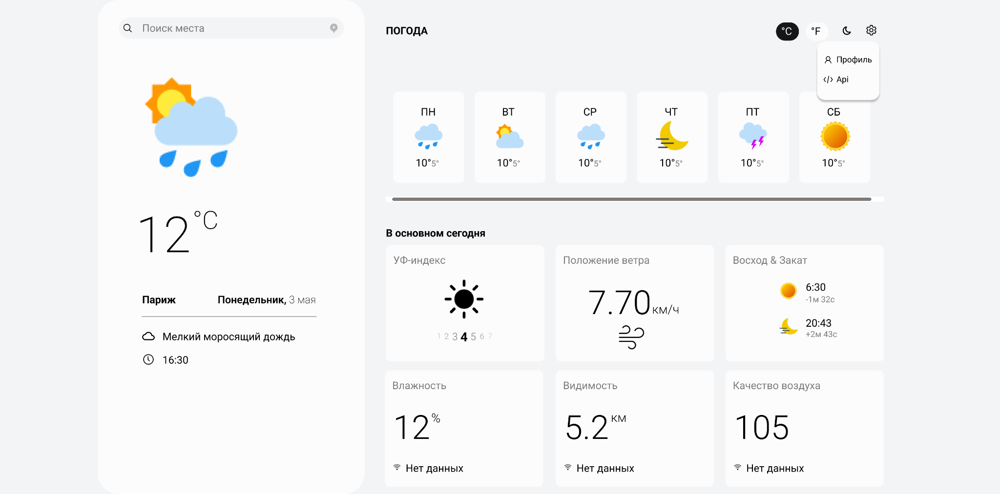 Поиск места
12 °C
Париж Понедельник, 3 мая
Мелкий моросящий дождь
16:30
ПОГОДА
°C °F
Профиль
</> Api
ПН ВТ СР ЧТ ПТ СБ
10° 5° 10° 5° 10° 5° 10° 5° 10° 5° 10° 5°
В основном сегодня
УФ-индекс
1 2 3 4 5 6 7
Положение ветра
7.70 км/ч
Восход & Закат
6:30
-1м 32с
20:43
+2м 43с
Влажность
12 %
Нет данных
Видимость
5.2 км
Нет данных
Качество воздуха
105
Нет данных